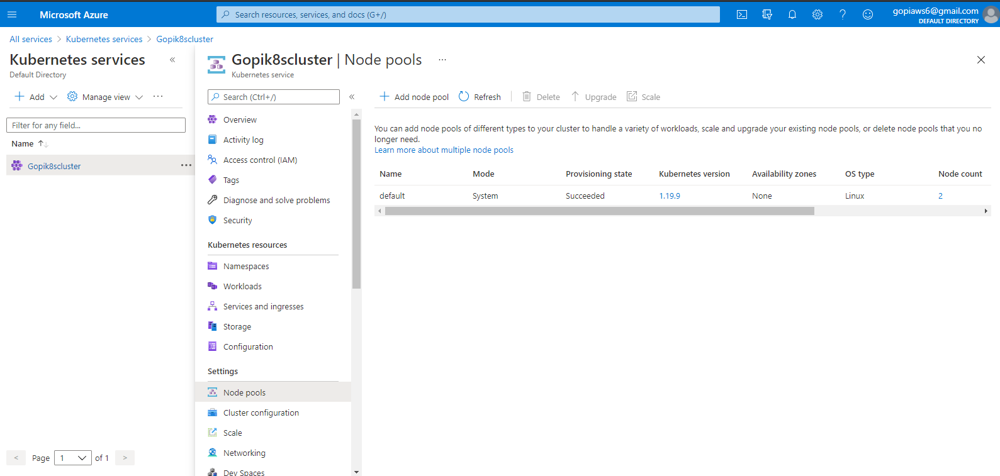 Microsoft Azure
Search resources, services, and docs (G+/)
gopiaws6@gmail.com
DEFAULT DIRECTORY
All services > Kubernetes services > Gopik8scluster
Kubernetes services
Default Directory
Add
Manage view
Filter for any field...
Name
Gopik8scluster
< Page 1 of 1 >
Gopik8scluster | Node pools
Kubernetes service
Search (Ctrl+/)
Overview
Activity log
Access control (IAM)
Tags
Diagnose and solve problems
Security
Kubernetes resources
Namespaces
Workloads
Services and ingresses
Storage
Configuration
Settings
Node pools
Cluster configuration
Scale
Networking
Dev Spaces
Add node pool Refresh Delete Upgrade Scale
You can add node pools of different types to your cluster to handle a variety of workloads, scale and upgrade your existing node pools, or delete node pools that you no
longer need.
Learn more about multiple node pools
Name Mode Provisioning state Kubernetes version Availability zones OS type Node count
default System Succeeded 1.19.9 None Linux 2